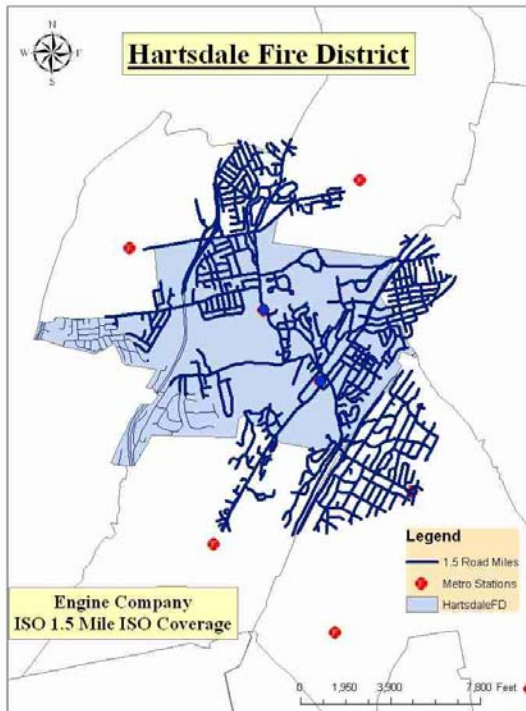 N
W E
S
Hartsdale Fire District
Legend
1.5 Road Miles
Metro Stations
HartsdaleFD
Engine Company
ISO 1.5 Mile ISO Coverage
0 1,950 3,900 7,800 Feet